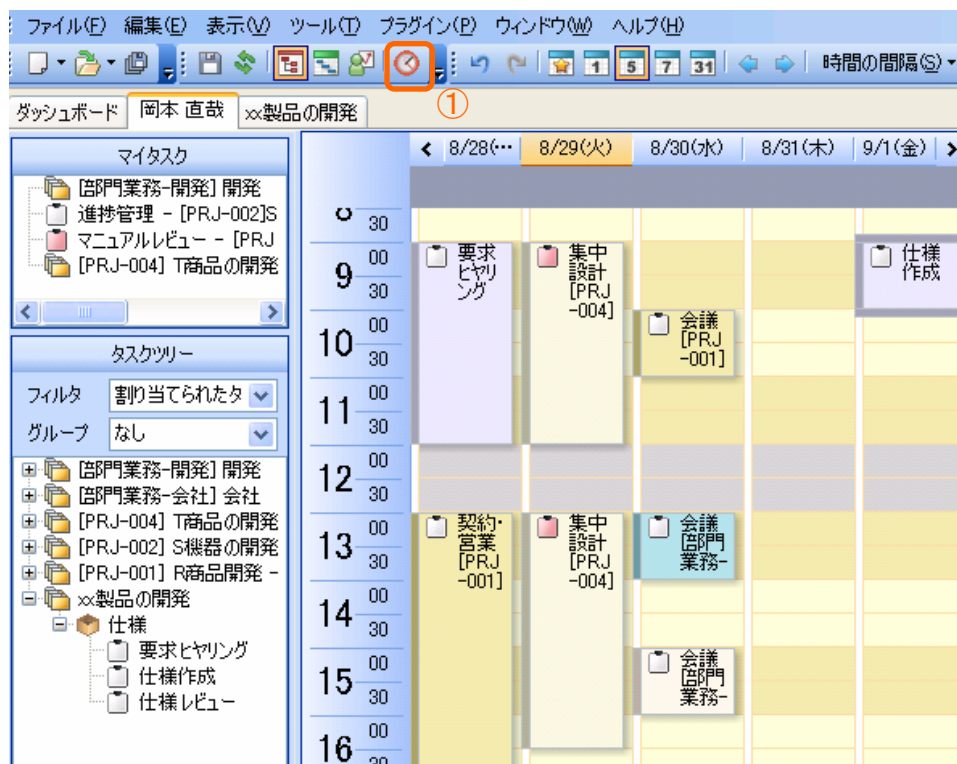 ファイル(F) 編集(E) 表示(V) ツール(T) プラグイン(P) ウィンドウ(W) ヘルプ(H)
1 5 7 31 時間の間隔(S)
①
ダッシュボード 岡本 直哉 xx製品の開発
マイタスク
[部門業務-開発] 開発
進捗管理 - [PRJ-002]S
マニュアルレビュー - [PRJ
[PRJ-004] T商品の開発
タスクツリー
フィルタ 割り当てられたタ
グループ なし
[部門業務-開発] 開発
[部門業務-会社] 会社
[PRJ-004] T商品の開発
[PRJ-002] S機器の開発
[PRJ-001] R商品開発 -
xx製品の開発
仕様
要求ヒヤリング
仕様作成
仕様レビュー
8/28(… 8/29(火) 8/30(水) 8/31(木) 9/1(金)
30
9 00
30
10 00
30
11 00
30
12 00
30
13 00
30
14 00
30
15 00
30
16 00
30
要求
ヒヤリ
ング
契約・
営業
[PRJ
-001]
集中
設計
[PRJ
-004]
集中
設計
[PRJ
-004]
会議
[PRJ
-001]
会議
[部門
業務-
会議
[部門
業務-
仕様
作成